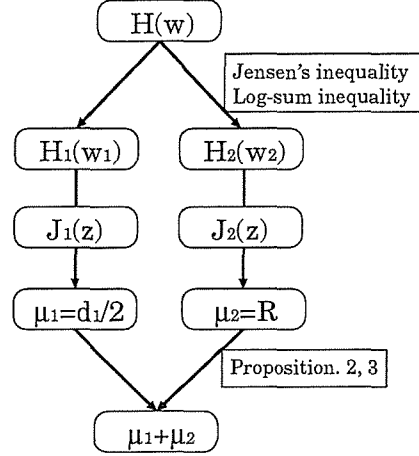 H(w)
Jensen's inequality
Log-sum inequality
H₁(w₁)
H₂(w₂)
J₁(z)
J₂(z)
μ₁=d₁/2
μ₂=R
Proposition. 2, 3
μ₁+μ₂